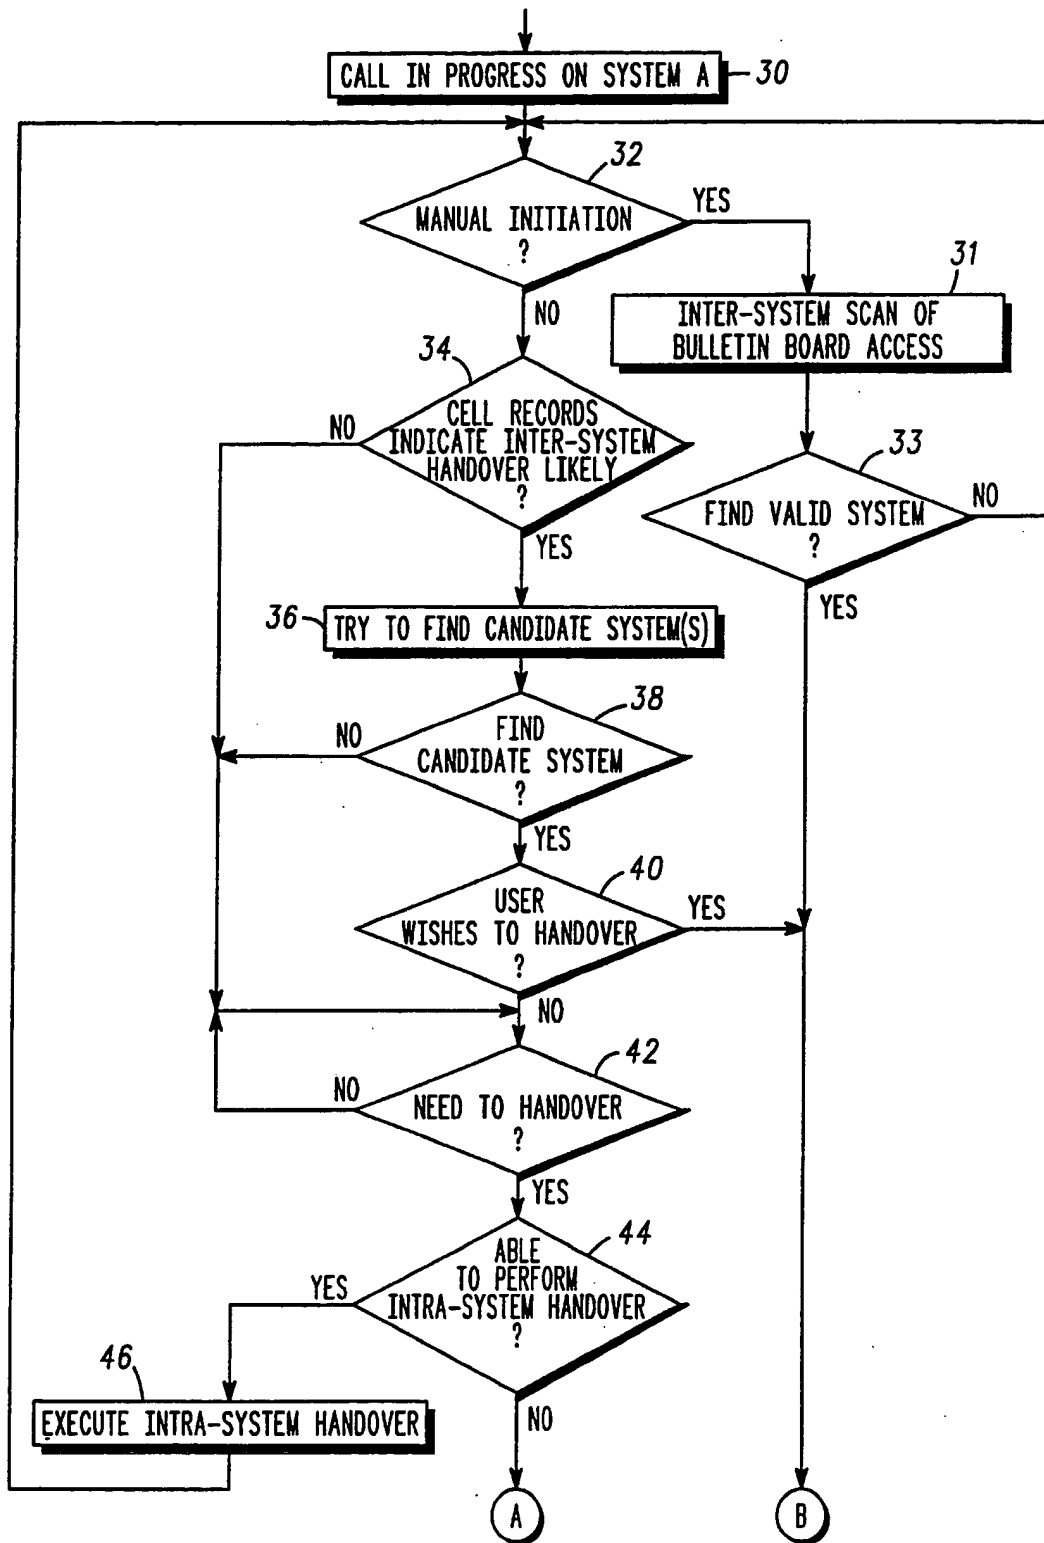 CALL IN PROGRESS ON SYSTEM A
30
32
MANUAL INITIATION
?
YES
NO
31
INTER-SYSTEM SCAN OF
BULLETIN BOARD ACCESS
34
CELL RECORDS
INDICATE INTER-SYSTEM
HANDOVER LIKELY
?
NO
YES
33
FIND VALID SYSTEM
?
NO
YES
36
TRY TO FIND CANDIDATE SYSTEM(S)
38
FIND
CANDIDATE SYSTEM
?
NO
YES
40
USER
WISHES TO HANDOVER
?
YES
NO
42
NEED TO HANDOVER
?
NO
YES
44
ABLE
TO PERFORM
INTRA-SYSTEM HANDOVER
?
YES
NO
46
EXECUTE INTRA-SYSTEM HANDOVER
A
B